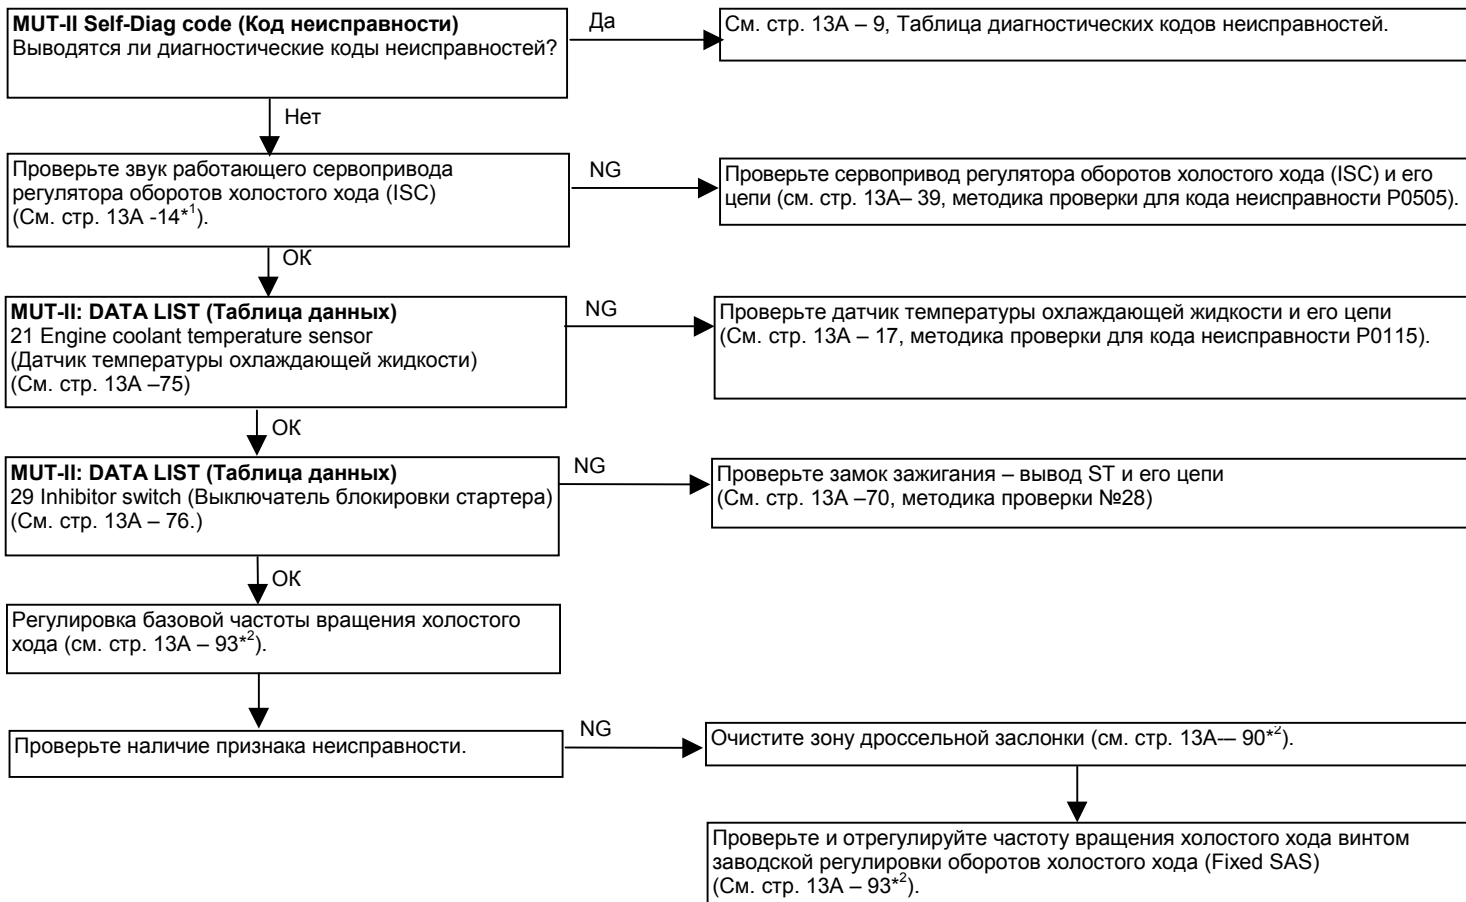 MUT-II Self-Diag code (Код неисправности)
Выводятся ли диагностические коды неисправностей?
Да
См. стр. 13A – 9, Таблица диагностических кодов неисправностей.
Нет
Проверьте звук работающего сервопривода
регулятора оборотов холостого хода (ISC)
(См. стр. 13A -14*1).
NG
Проверьте сервопривод регулятора оборотов холостого хода (ISC) и его
цепи (см. стр. 13A– 39, методика проверки для кода неисправности P0505).
OK
MUT-II: DATA LIST (Таблица данных)
21 Engine coolant temperature sensor
(Датчик температуры охлаждающей жидкости)
(См. стр. 13A –75)
NG
Проверьте датчик температуры охлаждающей жидкости и его цепи
(См. стр. 13A – 17, методика проверки для кода неисправности P0115).
OK
MUT-II: DATA LIST (Таблица данных)
29 Inhibitor switch (Выключатель блокировки стартера)
(См. стр. 13A – 76.)
NG
Проверьте замок зажигания – вывод ST и его цепи
(См. стр. 13A –70, методика проверки №28)
OK
Регулировка базовой частоты вращения холостого
хода (см. стр. 13A – 93*2).
Проверьте наличие признака неисправности.
NG
Очистите зону дроссельной заслонки (см. стр. 13A-– 90*2).
Проверьте и отрегулируйте частоту вращения холостого хода винтом
заводской регулировки оборотов холостого хода (Fixed SAS)
(См. стр. 13A – 93*2).